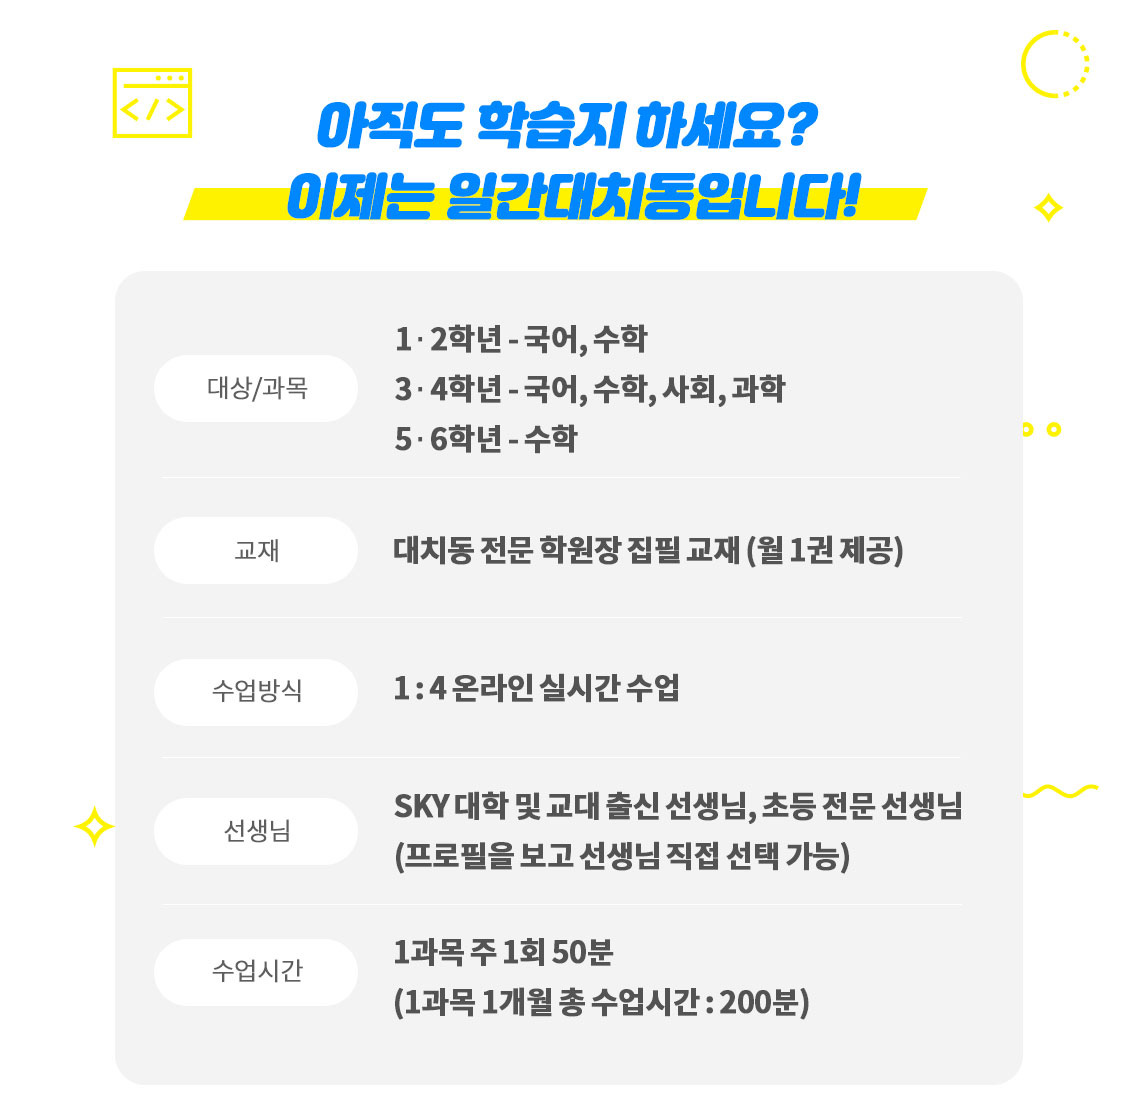 아직도 학습지 하세요?
이제는 일간대치동입니다!
대상/과목
1 · 2학년 - 국어, 수학
3 · 4학년 - 국어, 수학, 사회, 과학
5 · 6학년 - 수학
교재
대치동 전문 학원장 집필 교재 (월 1권 제공)
수업방식
1 : 4 온라인 실시간 수업
선생님
SKY 대학 및 교대 출신 선생님, 초등 전문 선생님
(프로필을 보고 선생님 직접 선택 가능)
수업시간
1과목 주 1회 50분
(1과목 1개월 총 수업시간 : 200분)